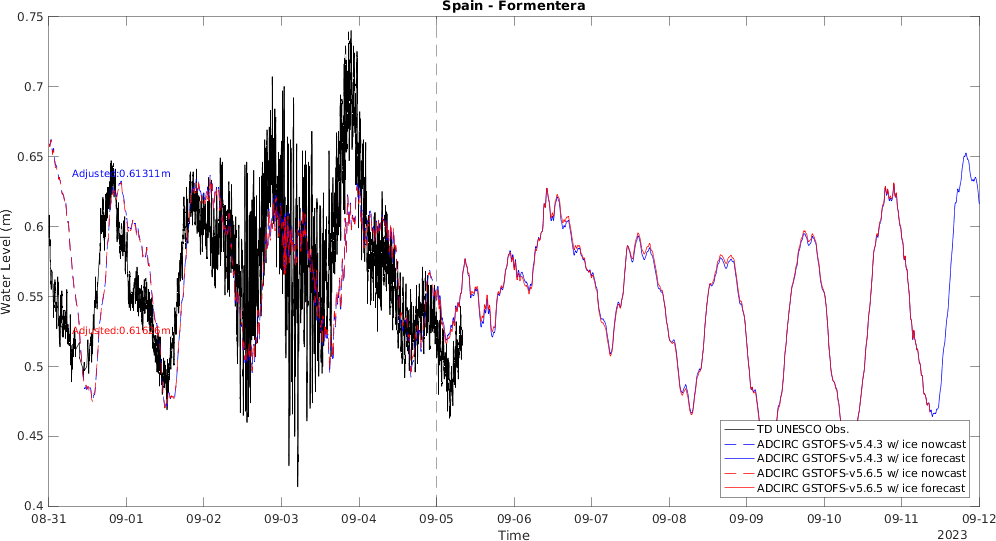 Spain - Formentera
0.75
0.7
0.65
0.6
0.55
0.5
0.45
0.4
Water Level (m)
Adjusted:0.61311m
TD UNESCO Obs.
ADCIRC GSTOFS-v5.4.3 w/ ice nowcast
ADCIRC GSTOFS-v5.4.3 w/ ice forecast
ADCIRC GSTOFS-v5.6.5 w/ ice nowcast
ADCIRC GSTOFS-v5.6.5 w/ ice forecast
08-31 09-01 09-02 09-03 09-04 09-05 09-06 09-07 09-08 09-09 09-10 09-11 09-12
Time
2023